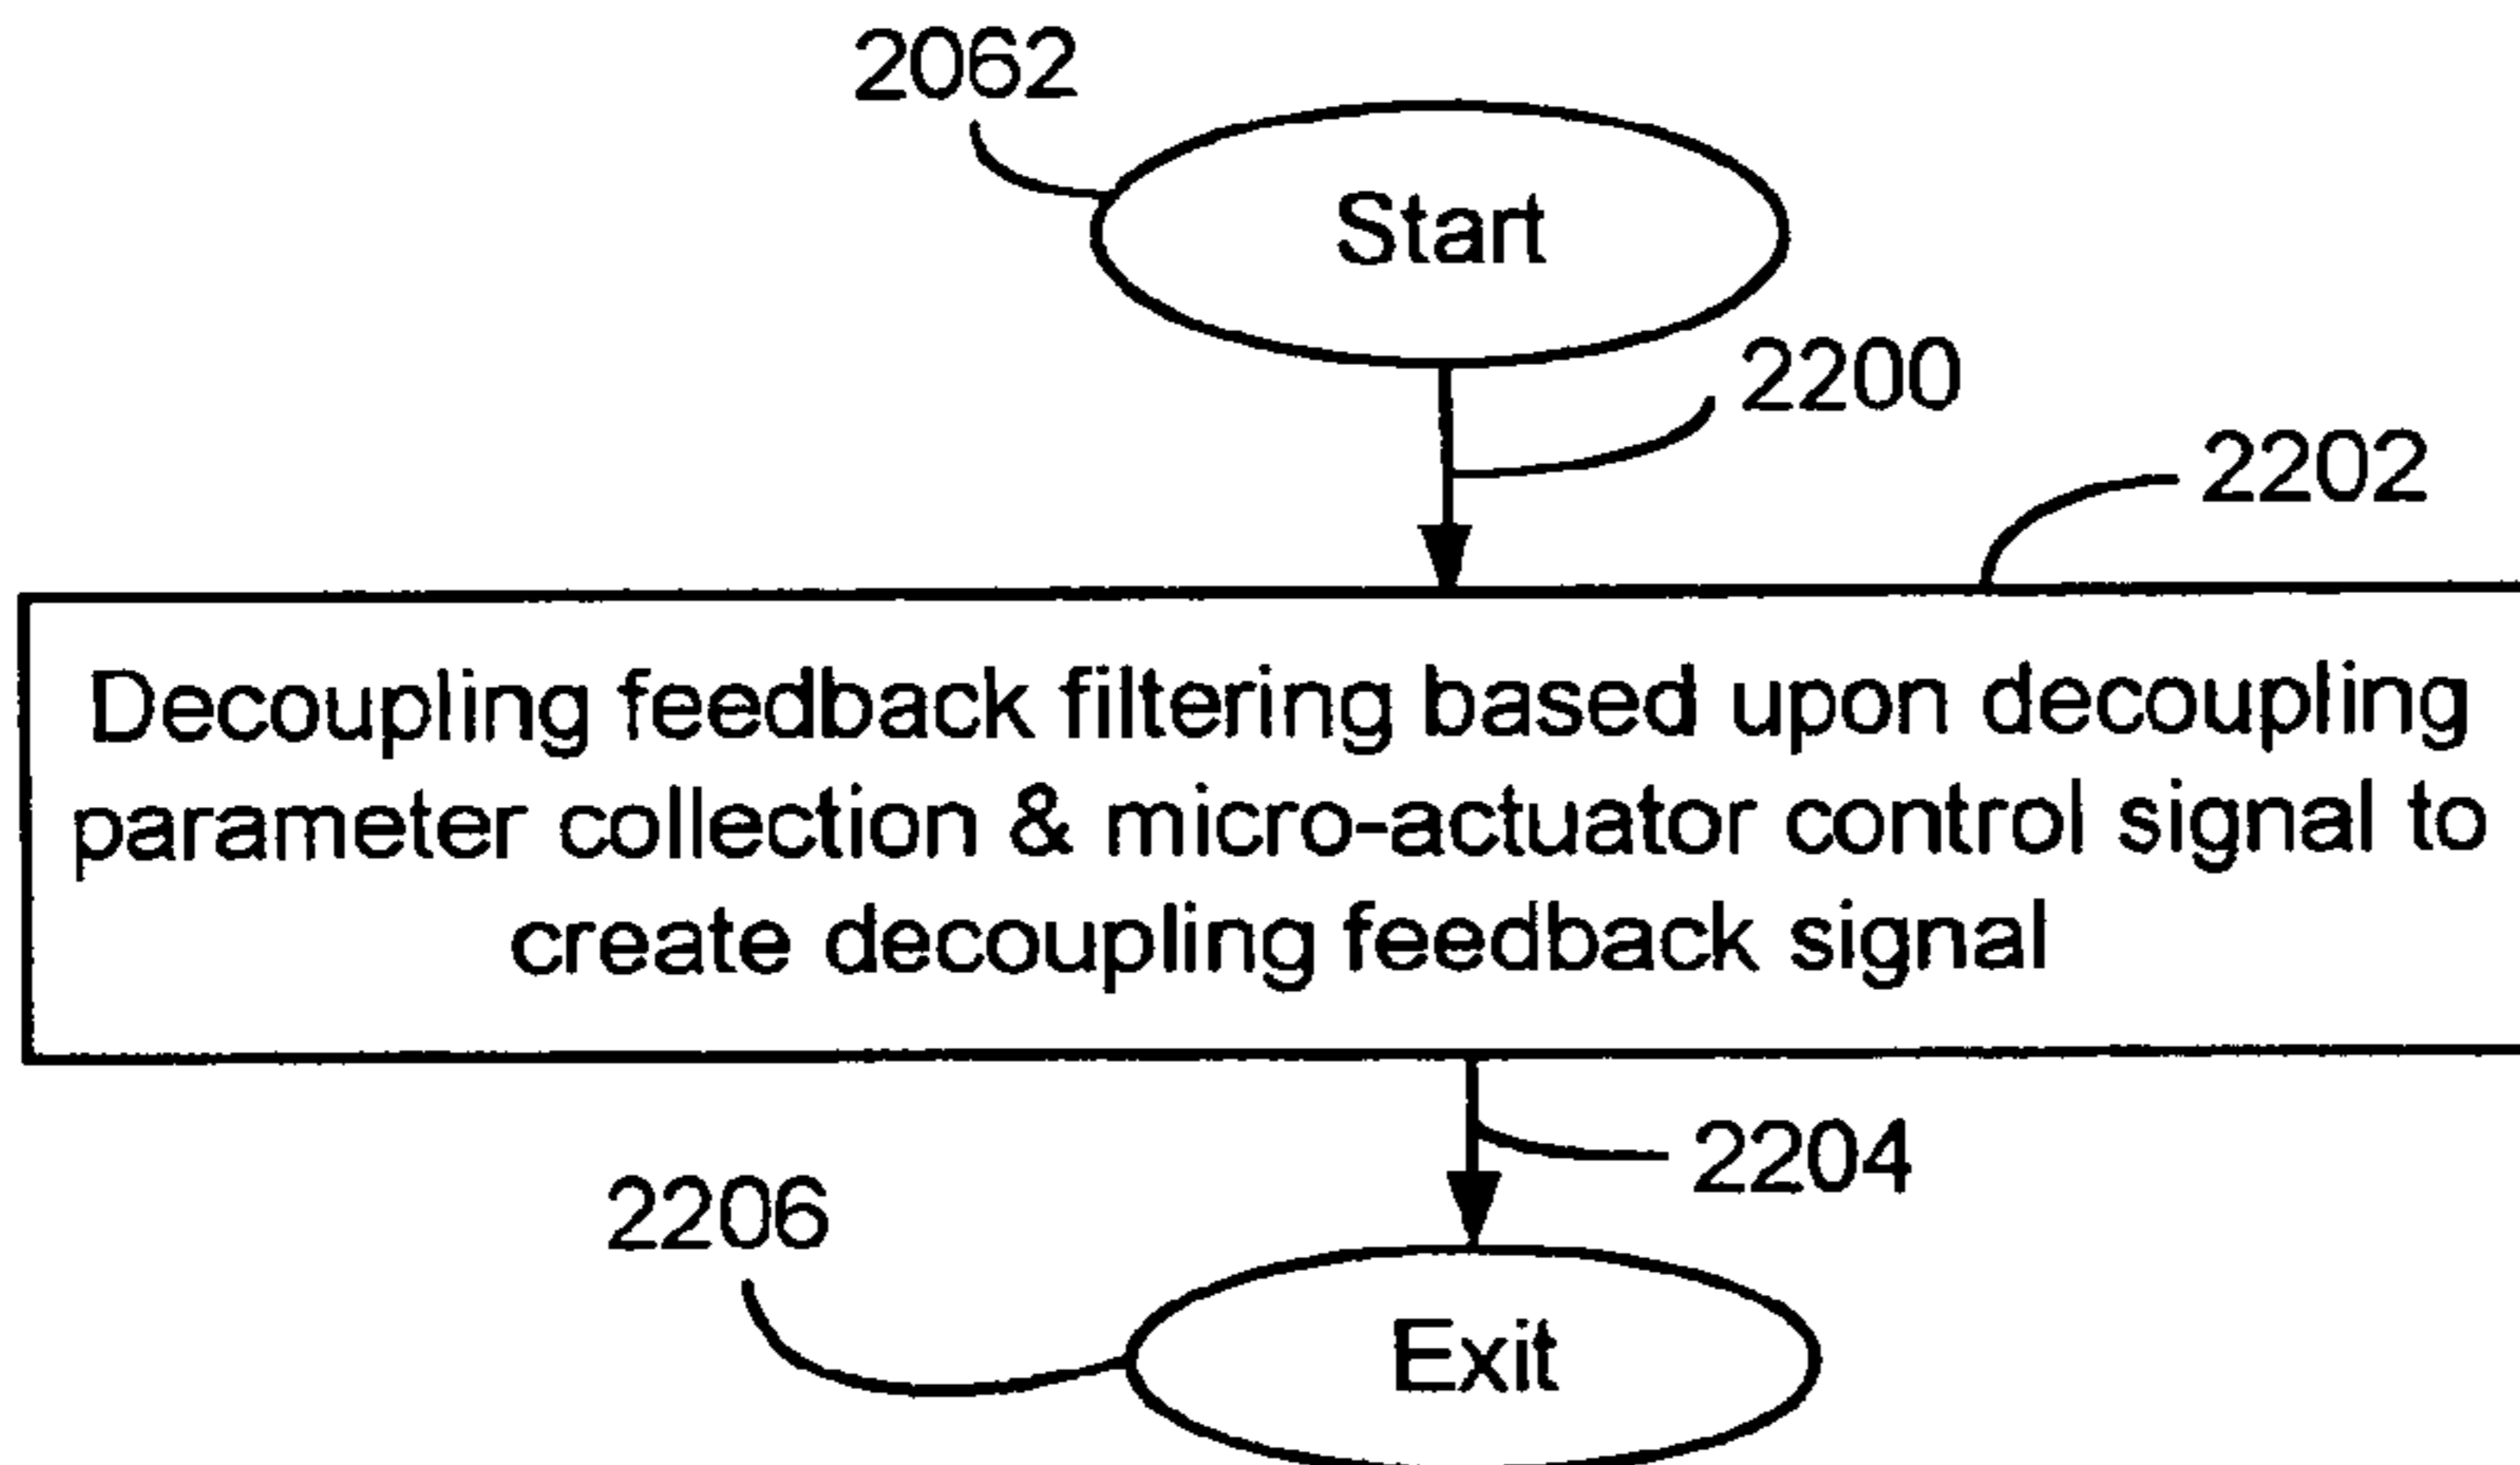 2062
Start
2200
2202
Decoupling feedback filtering based upon decoupling
parameter collection & micro-actuator control signal to
create decoupling feedback signal
2204
2206
Exit